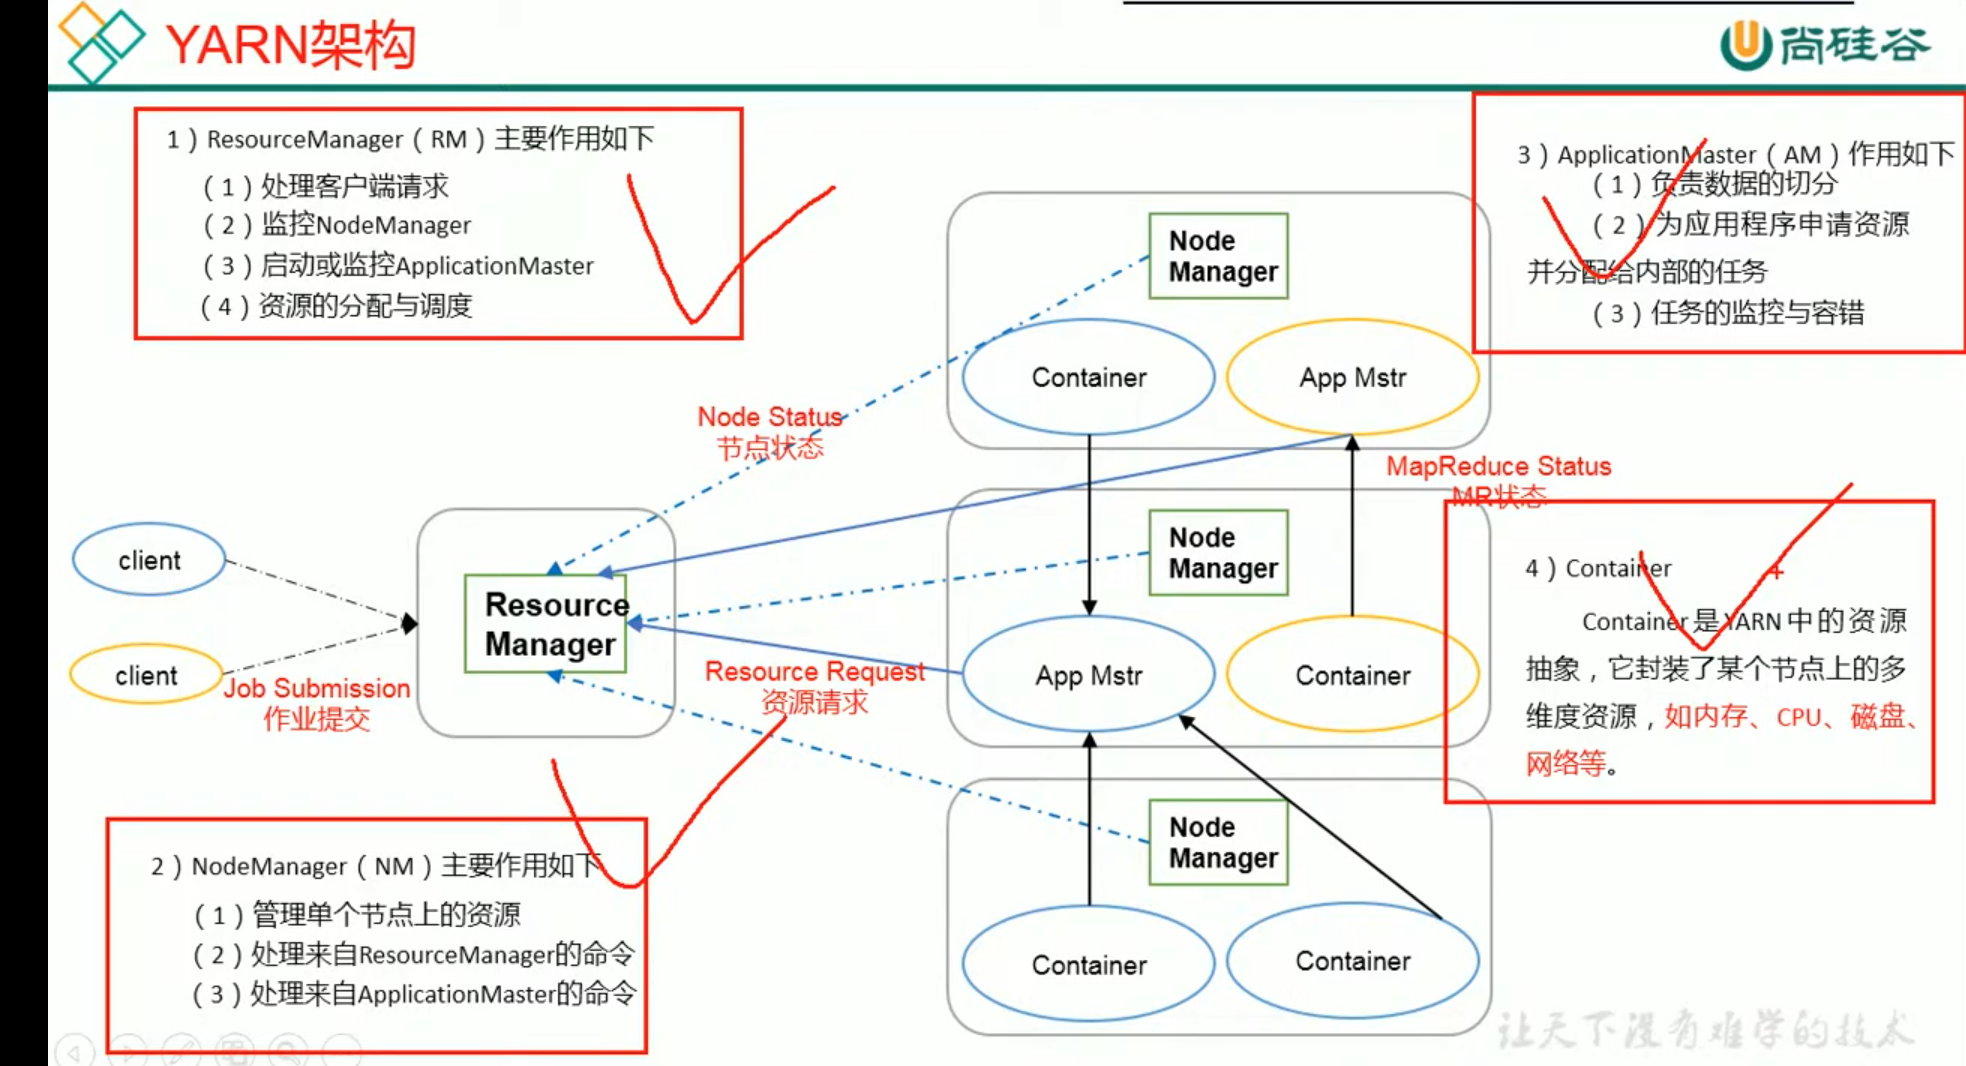 YARN架构
尚硅谷
1）ResourceManager（RM）主要作用如下
（1）处理客户端请求
（2）监控NodeManager
（3）启动或监控ApplicationMaster
（4）资源的分配与调度
3）ApplicationMaster（AM）作用如下
（1）负责数据的切分
（2）为应用程序申请资源
并分配给内部的任务
（3）任务的监控与容错
Node
Manager
Container
App Mstr
Node Status
节点状态
MapReduce Status
MR状态
client
client
Job Submission
作业提交
Resource
Manager
Resource Request
资源请求
Node
Manager
App Mstr
Container
4）Container
Container是YARN中的资源
抽象，它封装了某个节点上的多
维度资源，如内存、CPU、磁盘、
网络等。
2）NodeManager（NM）主要作用如下
（1）管理单个节点上的资源
（2）处理来自ResourceManager的命令
（3）处理来自ApplicationMaster的命令
Node
Manager
Container
Container
让天下没有难学的技术